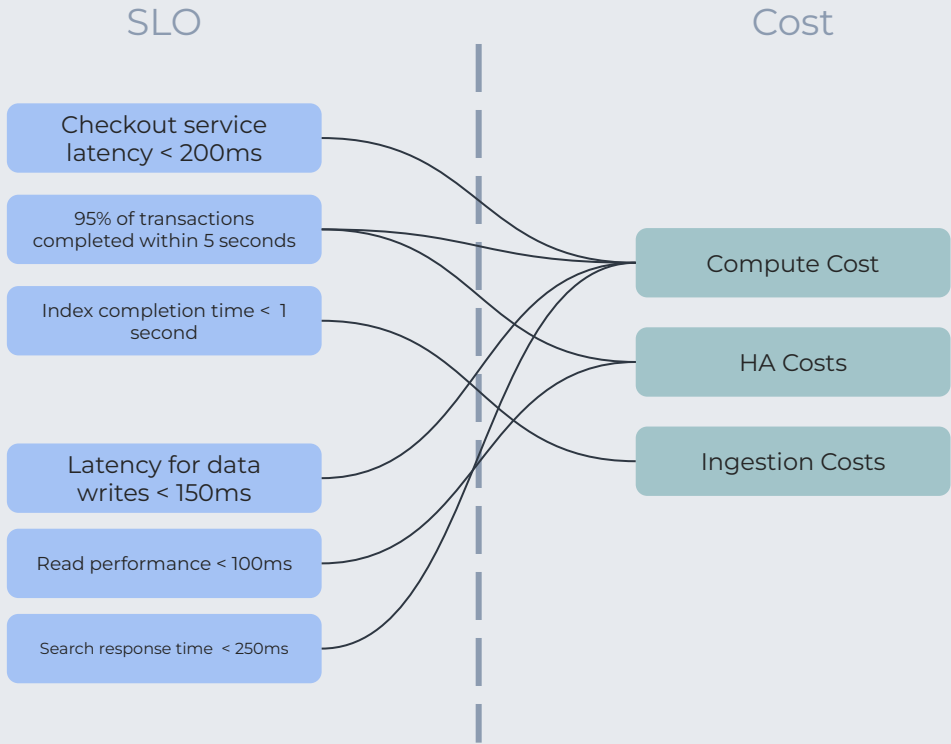 SLO
Cost
Checkout service
latency < 200ms
95% of transactions
completed within 5 seconds
Index completion time <  1
second
Latency for data
writes < 150ms
Read performance < 100ms
Search response time  < 250ms
Compute Cost
HA Costs
Ingestion Costs